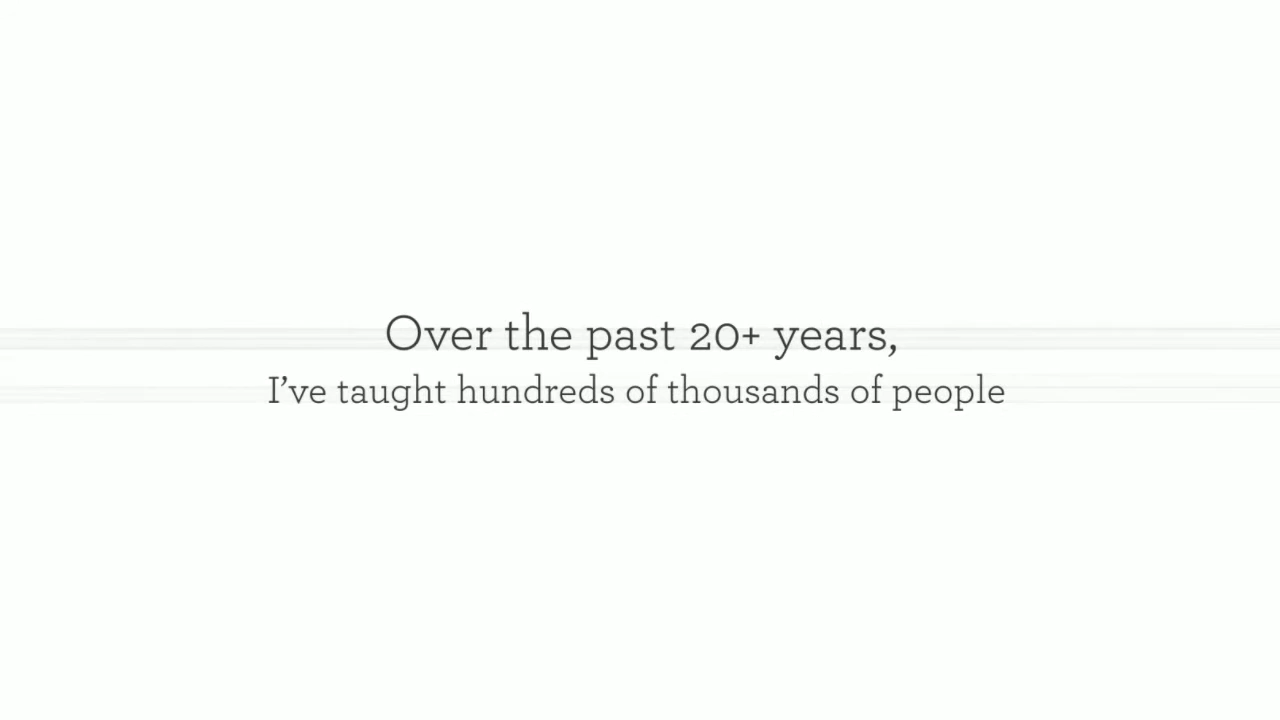 Over the past 20+ years,
I’ve taught hundreds of thousands of people